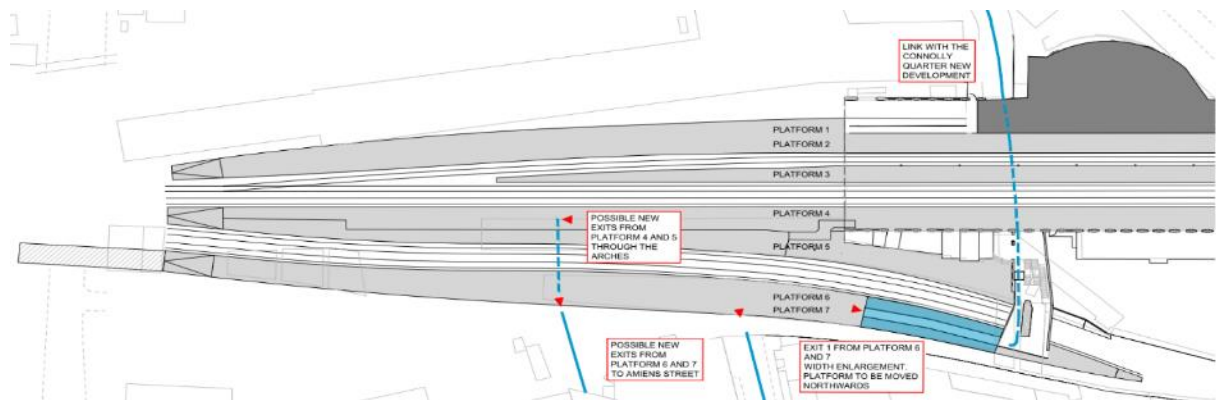 LINK WITH THE
CONNOLLY
QUARTER NEW
DEVELOPMENT
PLATFORM 1
PLATFORM 2
PLATFORM 3
PLATFORM 4
PLATFORM 5
POSSIBLE NEW
EXITS FROM
PLATFORM 4 AND 5
THROUGH THE
ARCHES
PLATFORM 6
PLATFORM 7
POSSIBLE NEW
EXITS FROM
PLATFORM 6 AND 7
TO AMIENS STREET
EXIT 1 FROM PLATFORM 6
AND 7
WIDTH ENLARGEMENT.
PLATFORM TO BE MOVED
NORTHWARDS